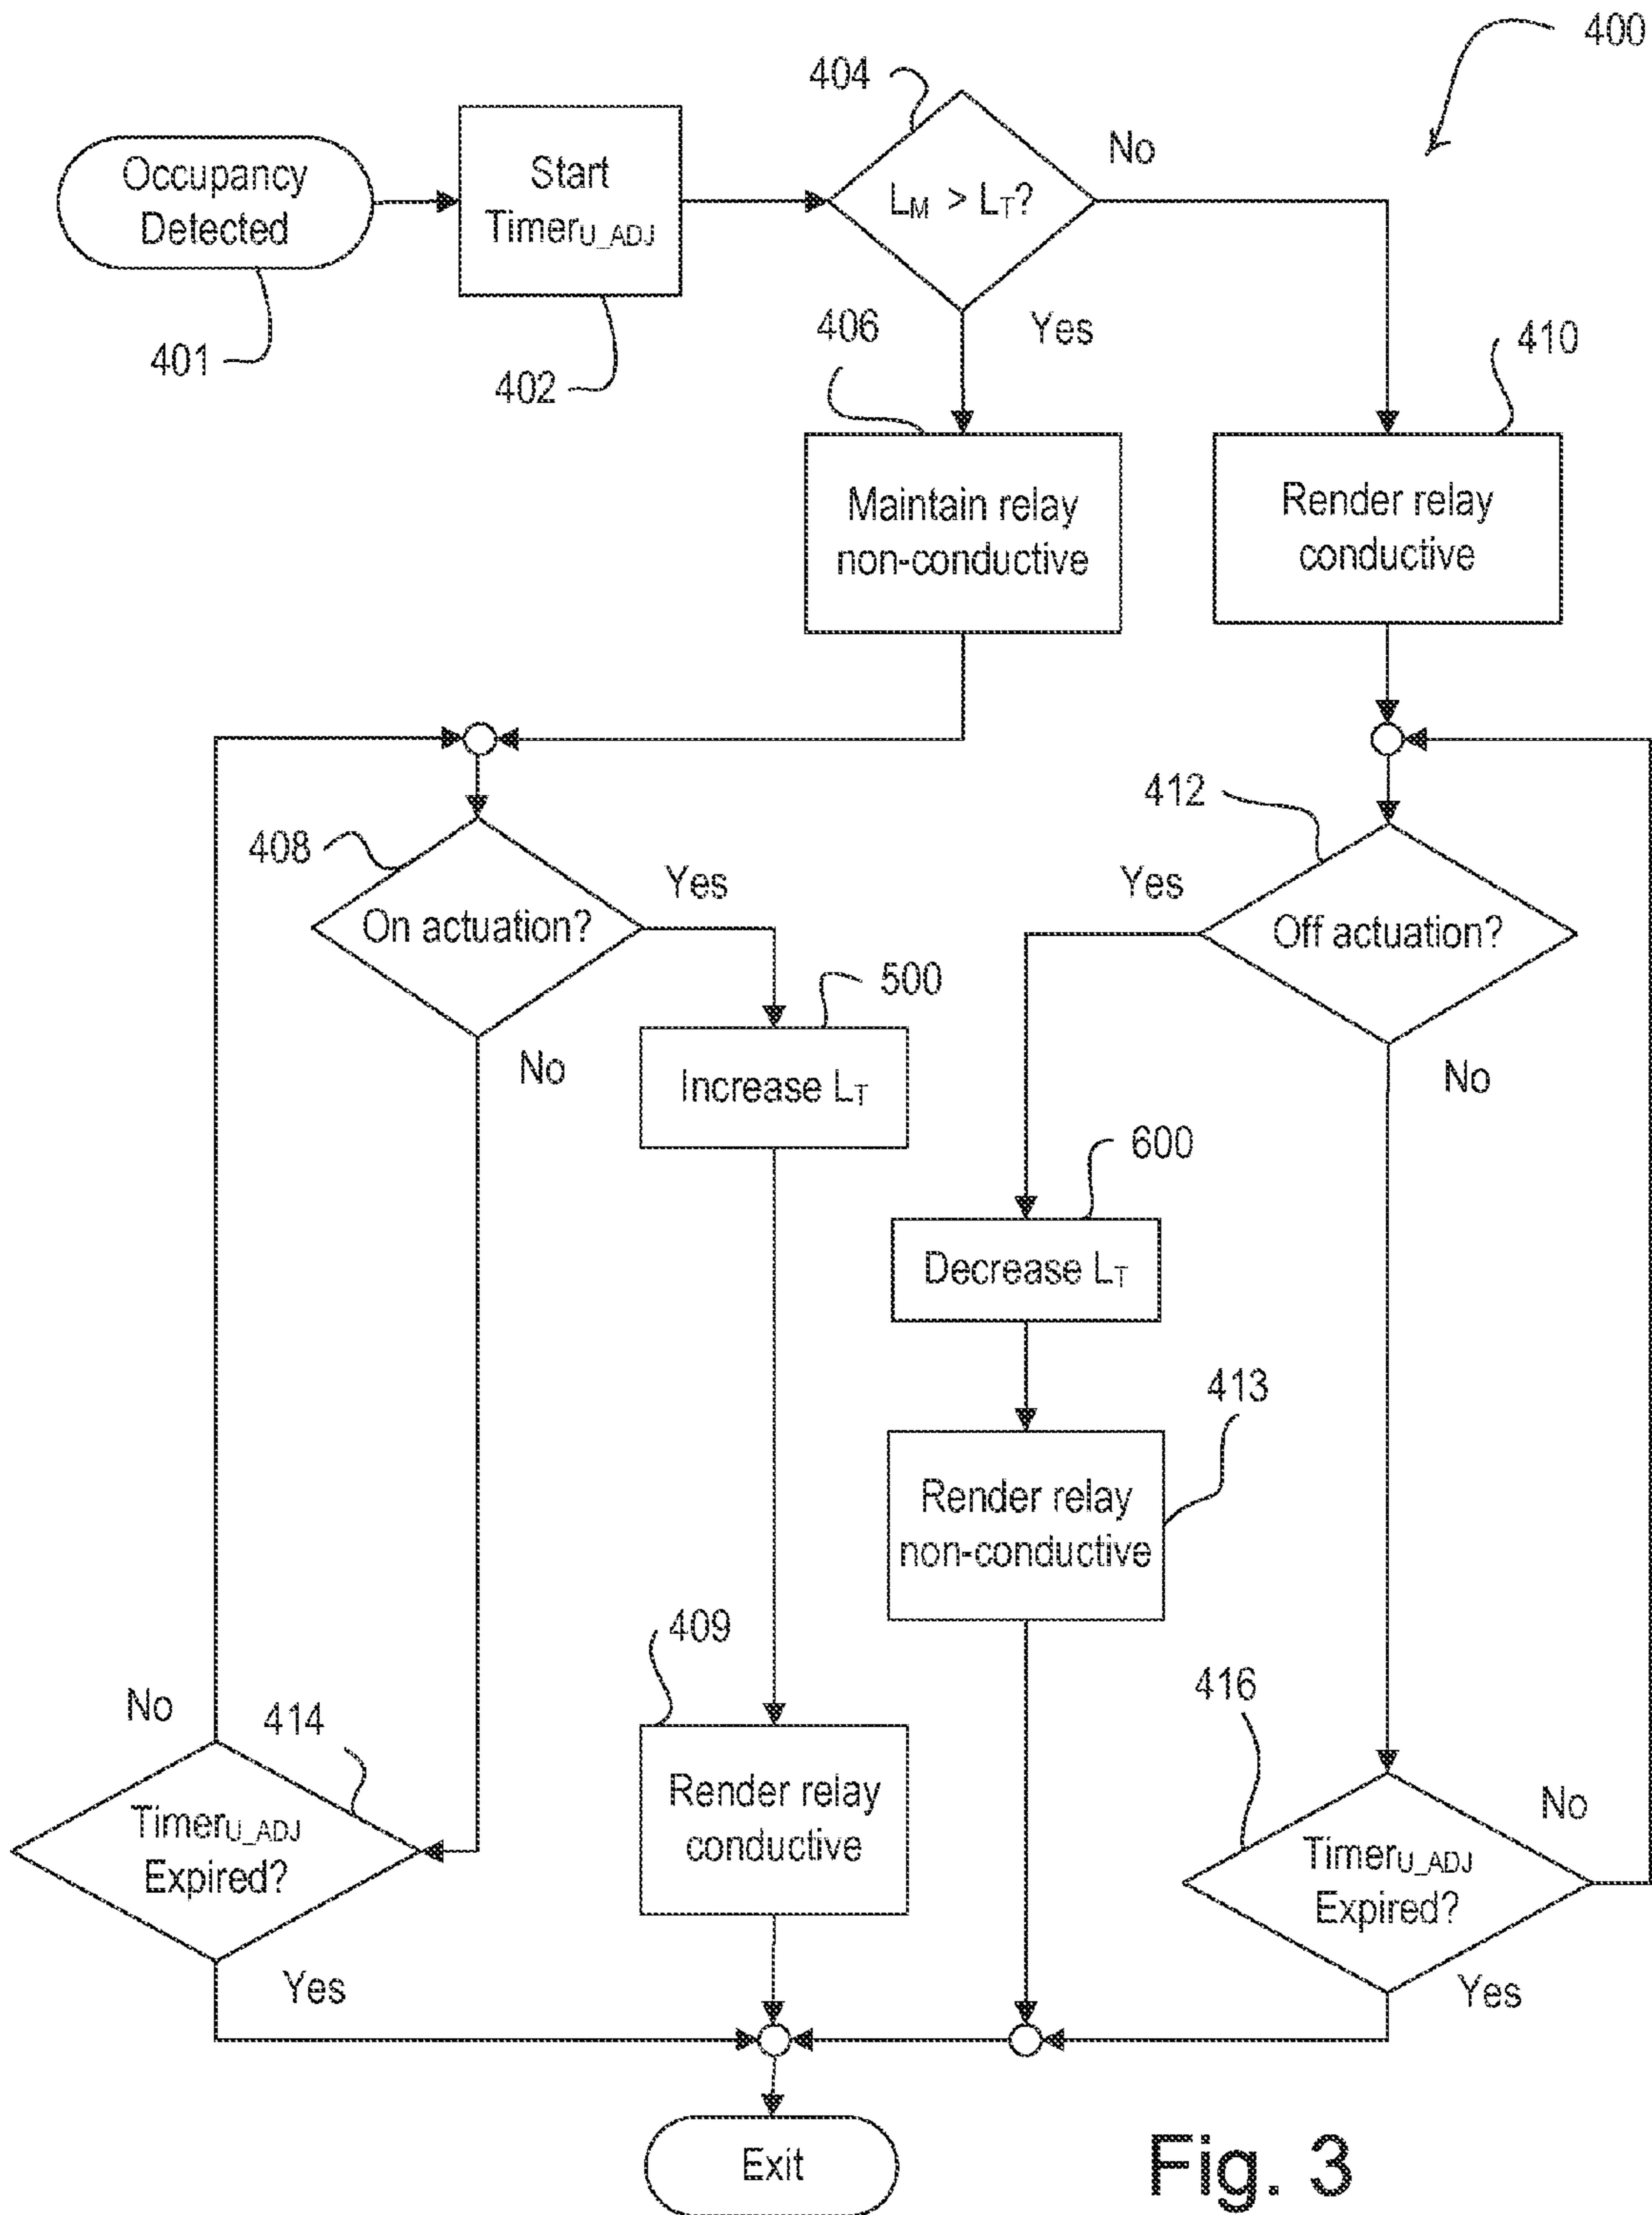 400
404
Occupancy
Detected
401
Start
TimerU_ADJ
402
LM > LT?
No
Yes
406
Maintain relay
non-conductive
410
Render relay
conductive
408
On actuation?
Yes
No
412
Off actuation?
Yes
No
500
Increase LT
600
Decrease LT
413
Render relay
non-conductive
409
Render relay
conductive
414
No
TimerU_ADJ
Expired?
Yes
416
No
TimerU_ADJ
Expired?
Yes
Exit
Fig. 3